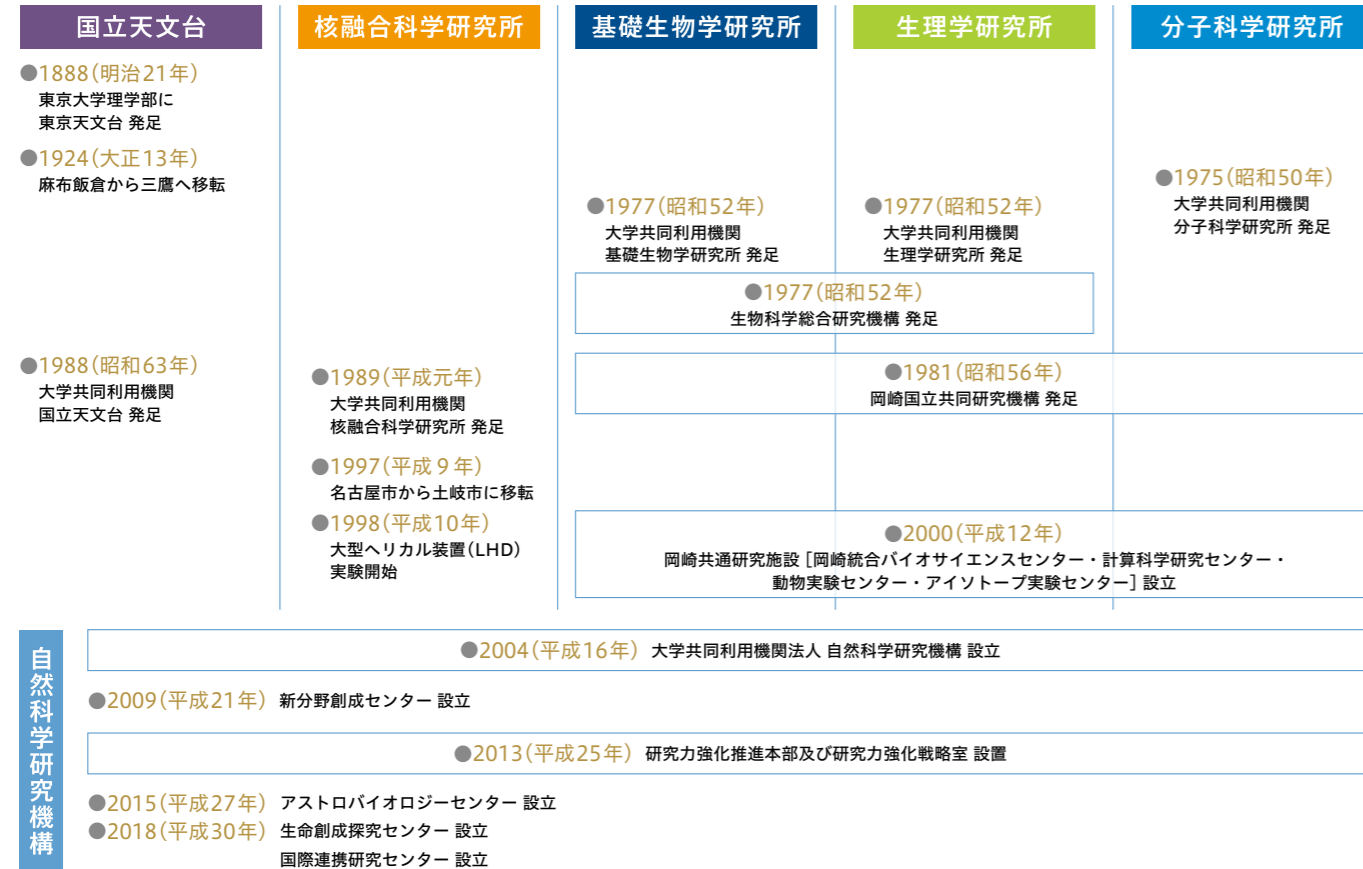 国立天文台
●1888(明治21年)
東京大学理学部に
東京天文台 発足
●1924(大正13年)
麻布飯倉から三鷹へ移転
●1988(昭和63年)
大学共同利用機関
国立天文台 発足
核融合科学研究所
●1989(平成元年)
大学共同利用機関
核融合科学研究所 発足
●1997(平成9年)
名古屋市から土岐市に移転
●1998(平成10年)
大型ヘリカル装置(LHD)
実験開始
基礎生物学研究所
●1977(昭和52年)
大学共同利用機関
基礎生物学研究所 発足
生理学研究所
●1977(昭和52年)
大学共同利用機関
生理学研究所 発足
分子科学研究所
●1975(昭和50年)
大学共同利用機関
分子科学研究所 発足
●1977(昭和52年)
生物科学総合研究機構 発足
●1981(昭和56年)
岡崎国立共同研究機構 発足
●2000(平成12年)
岡崎共通研究施設[岡崎統合バイオサイエンスセンター・計算科学研究センター・
動物実験センター・アイソトープ実験センター]設立
自然科学研究機構
●2004(平成16年) 大学共同利用機関法人 自然科学研究機構 設立
●2009(平成21年) 新分野創成センター 設立
●2013(平成25年) 研究力強化推進本部及び研究力強化戦略室 設置
●2015(平成27年) アストロバイオロジーセンター 設立
●2018(平成30年) 生命創成探究センター 設立
国際連携研究センター 設立